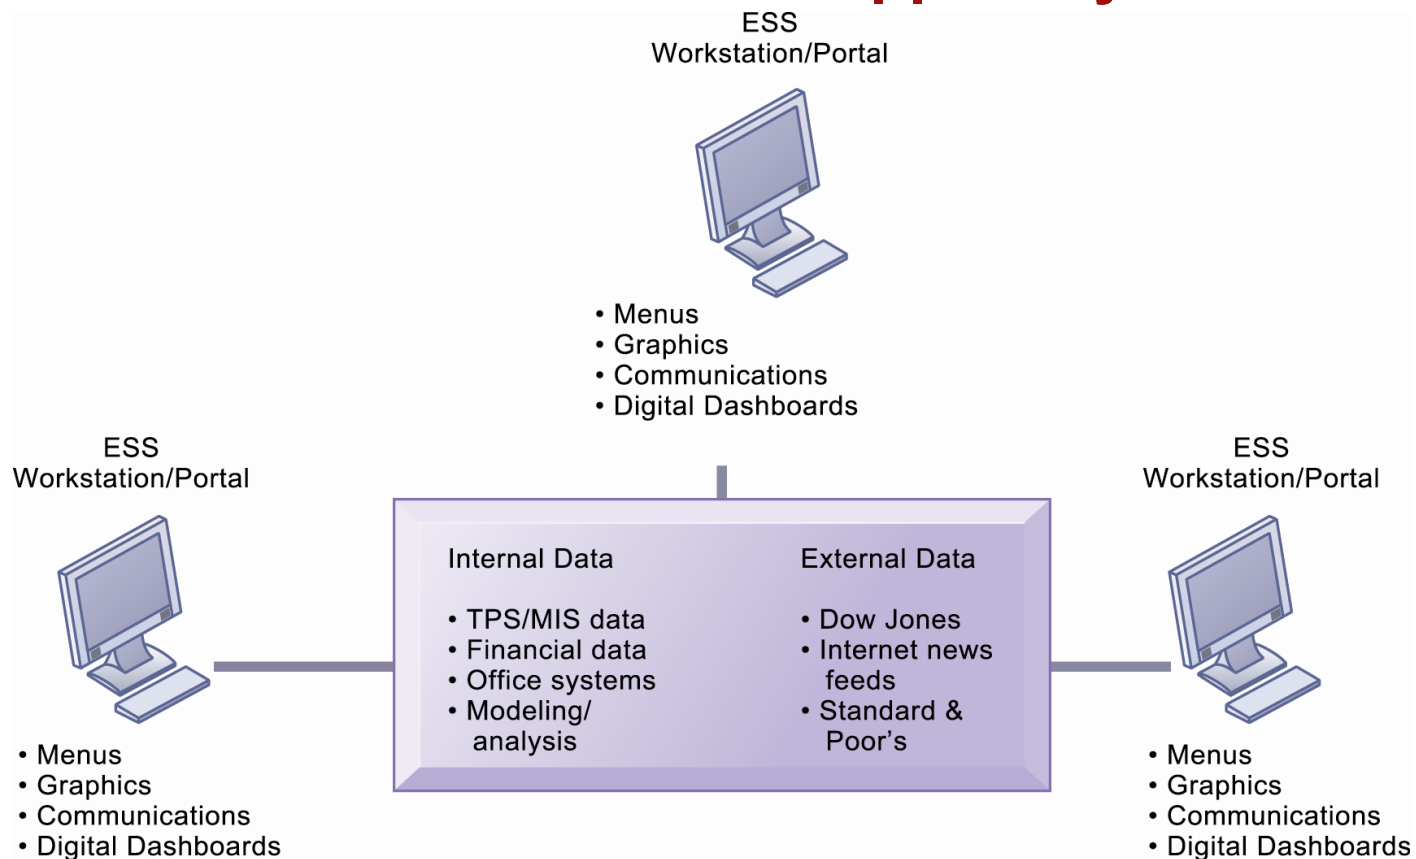 ESS
Workstation/Portal
• Menus
• Graphics
• Communications
• Digital Dashboards
ESS
Workstation/Portal
• Menus
• Graphics
• Communications
• Digital Dashboards
Internal Data
• TPS/MIS data
• Financial data
• Office systems
• Modeling/
analysis
External Data
• Dow Jones
• Internet news
feeds
• Standard &
Poor’s
ESS
Workstation/Portal
• Menus
• Graphics
• Communications
• Digital Dashboards